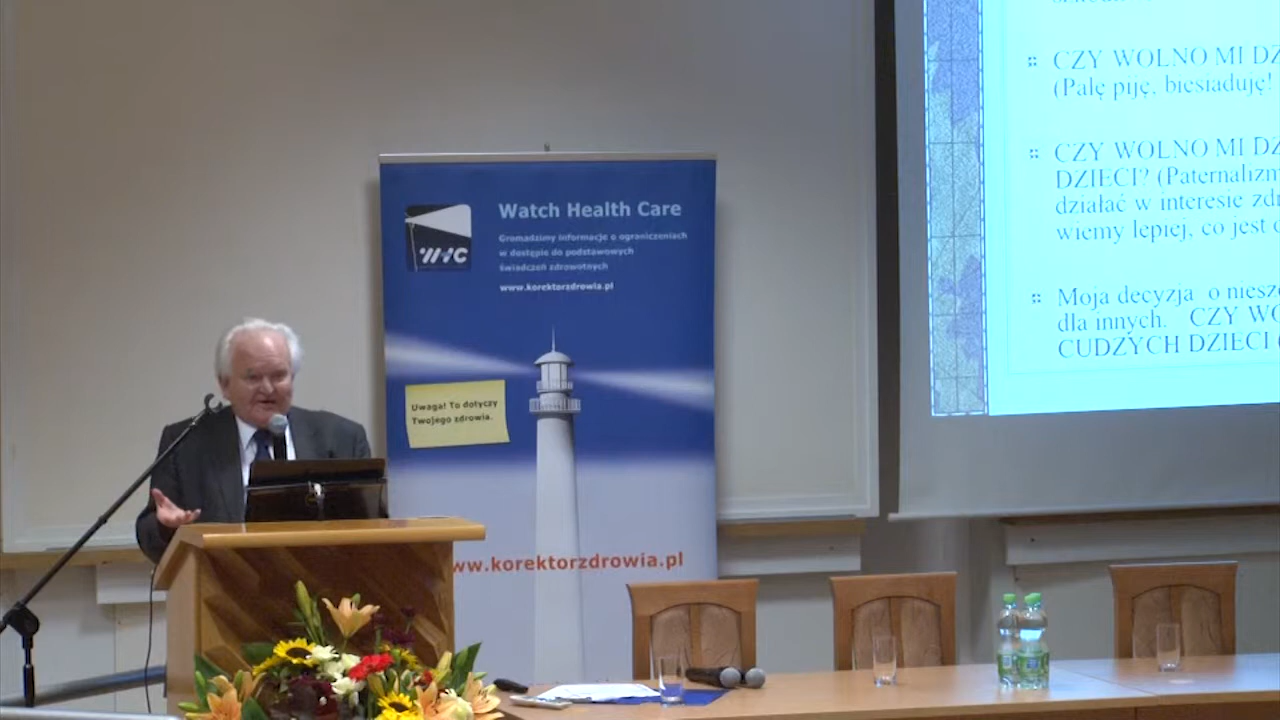 Watch Health Care
Gromadzimy informacje o ograniczeniach
w dostępie do podstawowych
świadczeń zdrowotnych
www.korektorzdrowia.pl
WHC
Uwaga! To dotyczy
Twojego zdrowia.
ww.korektorzdrowia.pl
CZY WOLNO MI DZ
(Palę piję, biesiaduję!
CZY WOLNO MI DZ
DZIECI? (Paternalizm
działać w interesie zdr
wiemy lepiej, co jest
Moja decyzja o niesz
dla innych. CZY WO
CUDZYCH DZIECI (